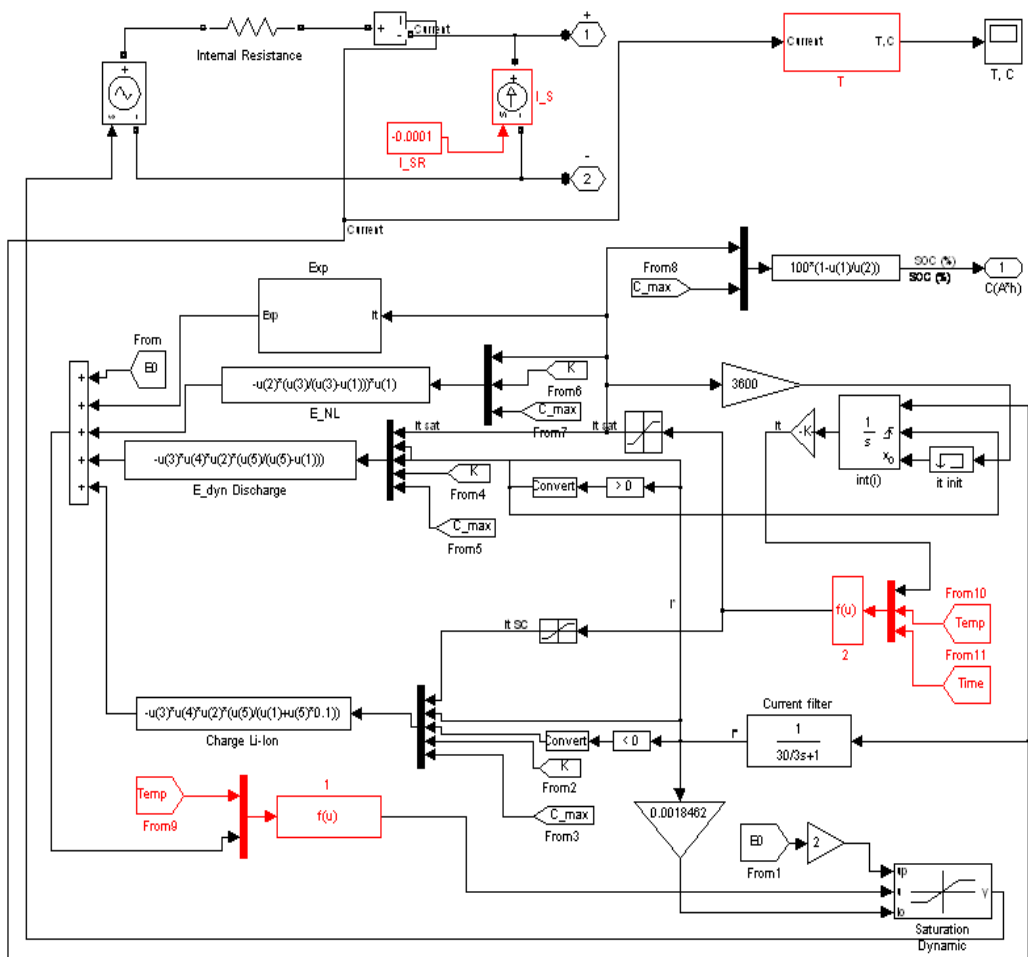 +
1
+
-
Current
Current
T, C
Internal Resistance
T
T, C
+
S
-
+
S
-
I_S
-0.0001
I_SR
-
2
Current
Exp
From8
C_max
100*(1-u(1)/u(2))
SOC (%)
SOC (%)
1
C(A*h)
Exp
It
From
E0
+
+
+
+
+
-u(2)*(u(3)/(u(3)-u(1)))*u(1)
E_NL
K
From6
C_max
From7
3600
It sat
It sat
It
-K-
1
s
x0
int(i)
it init
-u(3)*u(4)*u(2)*(u(5)/(u(5)-u(1)))
E_dyn Discharge
K
From4
Convert
> 0
C_max
From5
i*
From10
f(u)
Temp
2
From11
Time
It SC
Current filter
-u(3)*u(4)*u(2)*(u(5)/(u(1)+u(5)*0.1))
Charge Li-Ion
Convert
< 0
i*
1
30/3s+1
K
From2
Temp
From9
1
f(u)
C_max
From3
0.0018462
E0
From1
2
up
u
lo
y
Saturation
Dynamic